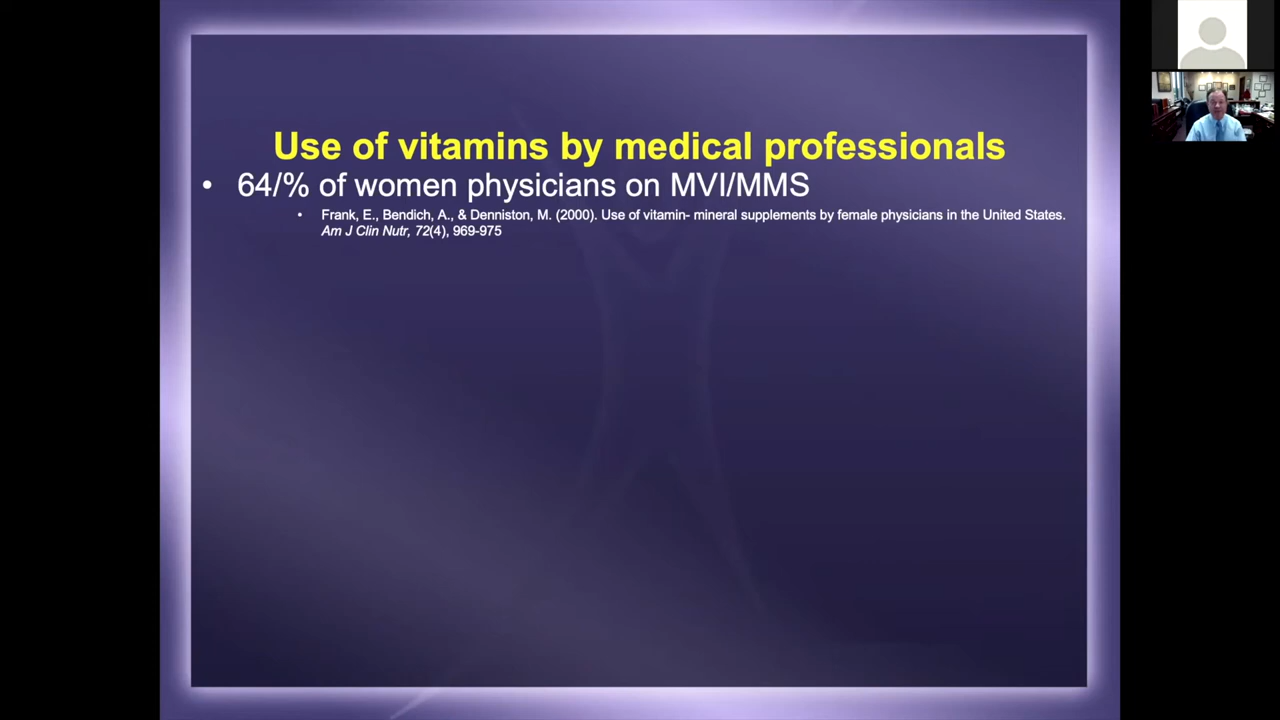 Use of vitamins by medical professionals
• 64/% of women physicians on MVI/MMS
• Frank, E., Bendich, A., & Denniston, M. (2000). Use of vitamin- mineral supplements by female physicians in the United States.
Am J Clin Nutr, 72(4), 969-975